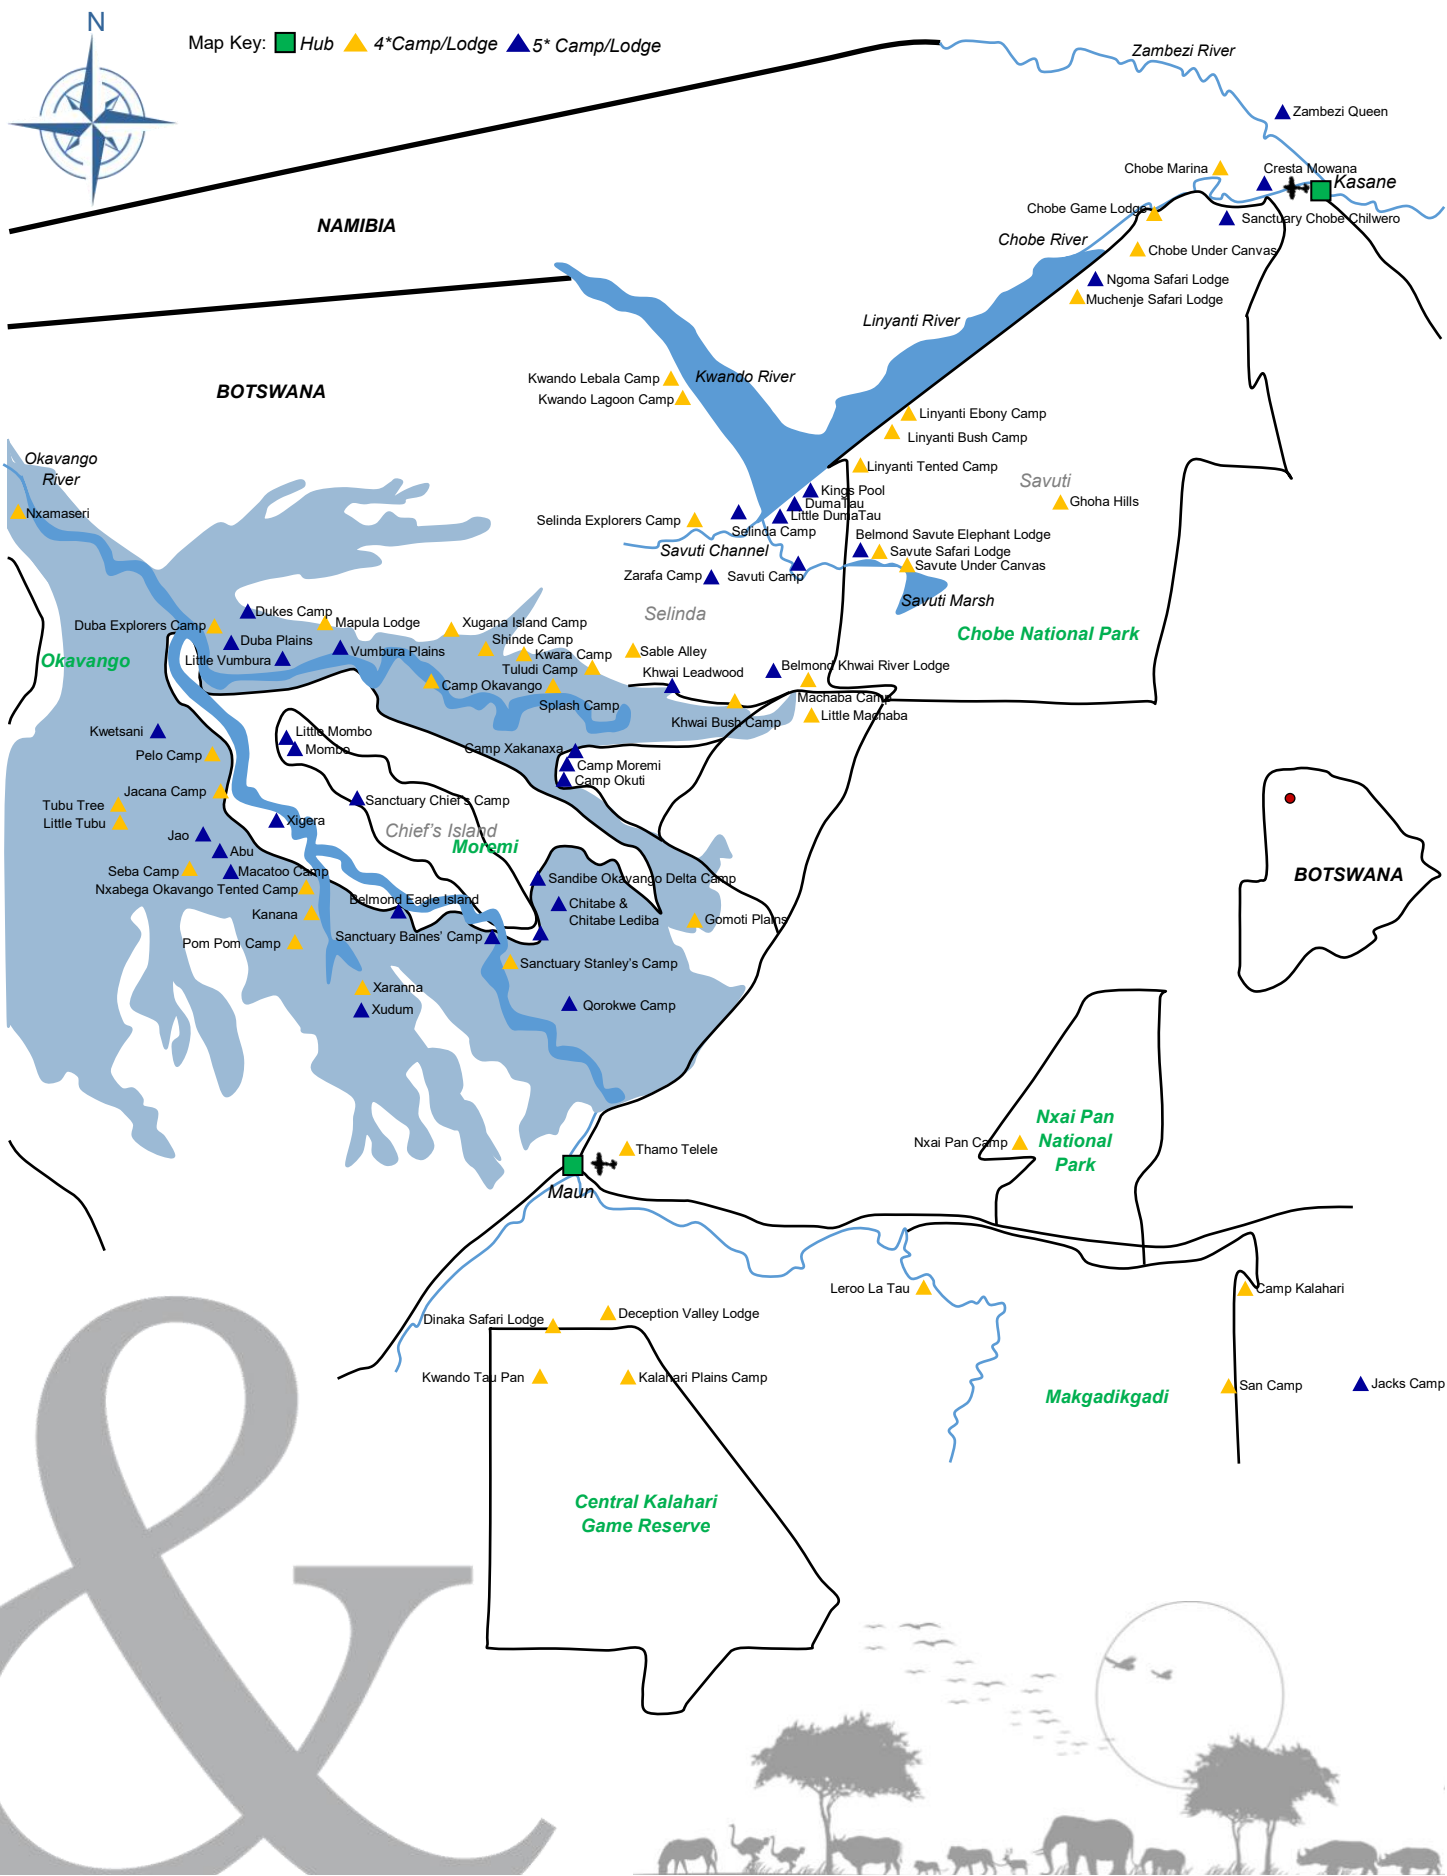 N
Map Key: Hub 4*Camp/Lodge 5* Camp/Lodge
Zambezi River
Zambezi Queen
Chobe Marina
Cresta Mowana
Kasane
Chobe Game Lodge
Sanctuary Chobe Chilwero
NAMIBIA
Chobe River
Chobe Under Canvas
Ngoma Safari Lodge
Muchenje Safari Lodge
Linyanti River
Kwando Lebala Camp
Kwando River
BOTSWANA
Kwando Lagoon Camp
Linyanti Ebony Camp
Linyanti Bush Camp
Okavango
River
Linyanti Tented Camp
Savuti
Kings Pool
Ghoha Hills
DumaTau
Nxamaseri
Little DumaTau
Selinda Explorers Camp
Selinda Camp
Belmond Savute Elephant Lodge
Savuti Channel
Savute Safari Lodge
Savute Under Canvas
Zarafa Camp
Savuti Camp
Savuti Marsh
Dukes Camp
Selinda
Duba Explorers Camp
Mapula Lodge
Xugana Island Camp
Chobe National Park
Duba Plains
Shinde Camp
Vumbura Plains
Kwara Camp
Sable Alley
Okavango
Little Vumbura
Tuludi Camp
Khwai Leadwood
Belmond Khwai River Lodge
Camp Okavango
Machaba Camp
Splash Camp
Little Machaba
Khwai Bush Camp
Kwetsani
Little Mombo
Mombo
Camp Xakanaxa
Pelo Camp
Camp Moremi
Camp Okuti
Jacana Camp
Sanctuary Chief's Camp
Tubu Tree
Little Tubu
Xigera
Chief's Island
Jao
Moremi
Abu
Seba Camp
Macatoo Camp
Sandibe Okavango Delta Camp
BOTSWANA
Nxabega Okavango Tented Camp
Belmond Eagle Island
Chitabe &
Chitabe Lediba
Kanana
Gomoti Plains
Sanctuary Baines' Camp
Pom Pom Camp
Sanctuary Stanley's Camp
Xaranna
Xudum
Qorokwe Camp
Nxai Pan
National
Park
Nxai Pan Camp
Thamo Telele
Maun
Leroo La Tau
Camp Kalahari
Deception Valley Lodge
Dinaka Safari Lodge
Kwando Tau Pan
Kalahari Plains Camp
San Camp
Jacks Camp
Makgadikgadi
Central Kalahari
Game Reserve
&